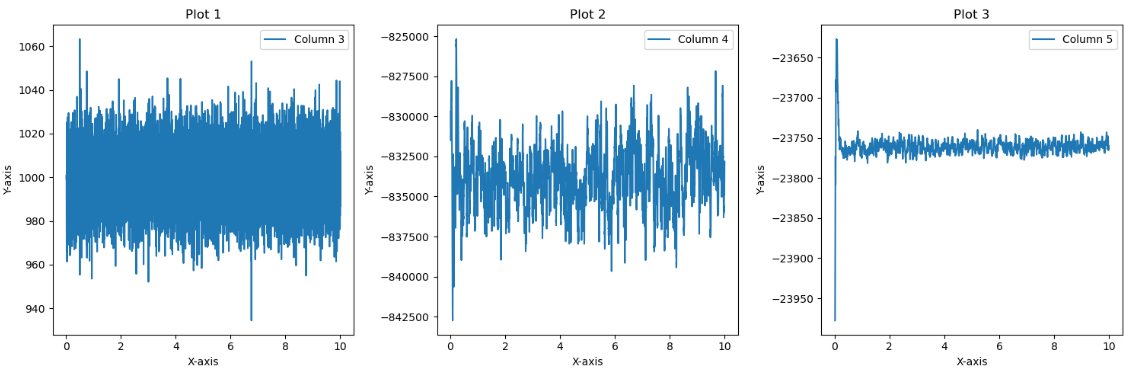 Plot 1
Column 3
1060
1040
1020
1000
980
960
940
Y-axis
0 2 4 6 8 10
X-axis
Plot 2
Column 4
−825000
−827500
−830000
−832500
−835000
−837500
−840000
−842500
Y-axis
0 2 4 6 8 10
X-axis
Plot 3
Column 5
−23650
−23700
−23750
−23800
−23850
−23900
−23950
Y-axis
0 2 4 6 8 10
X-axis